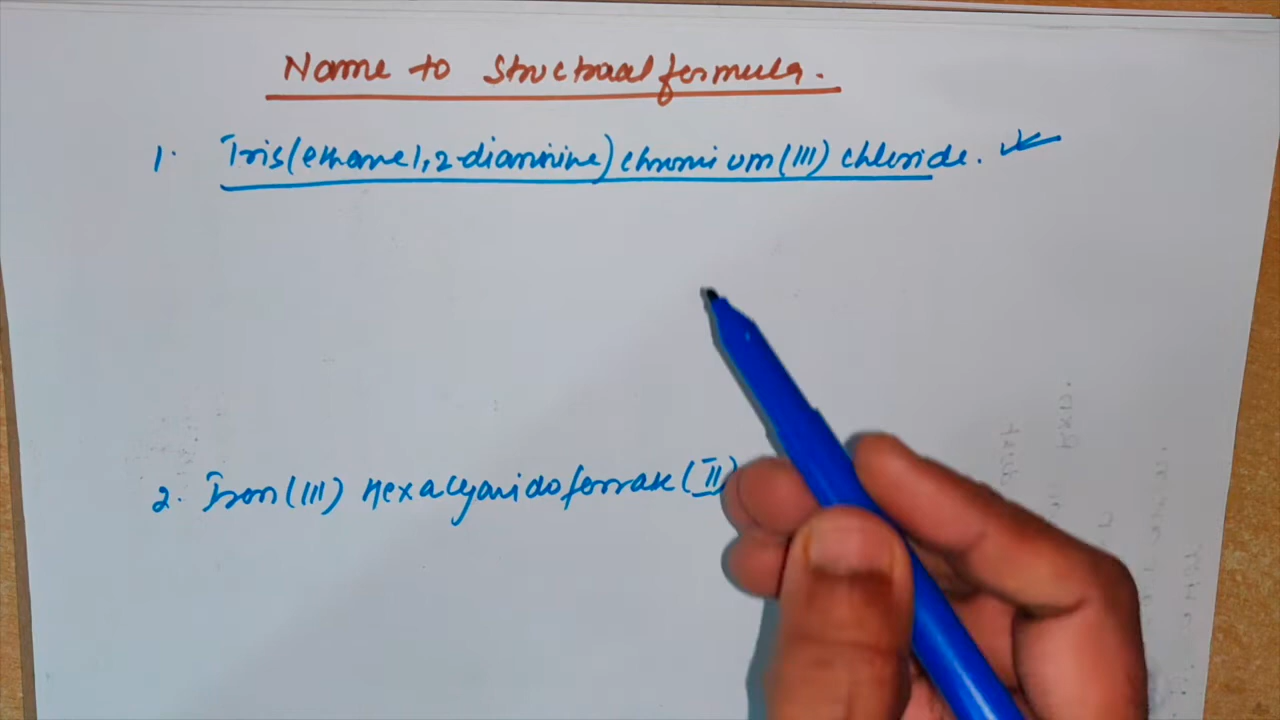 Name to Structural formula.
1. Tris(ethane1,2-diammine)chromium(III) chloride.
2. Iron(III) Hexacyanidoferrate(II)